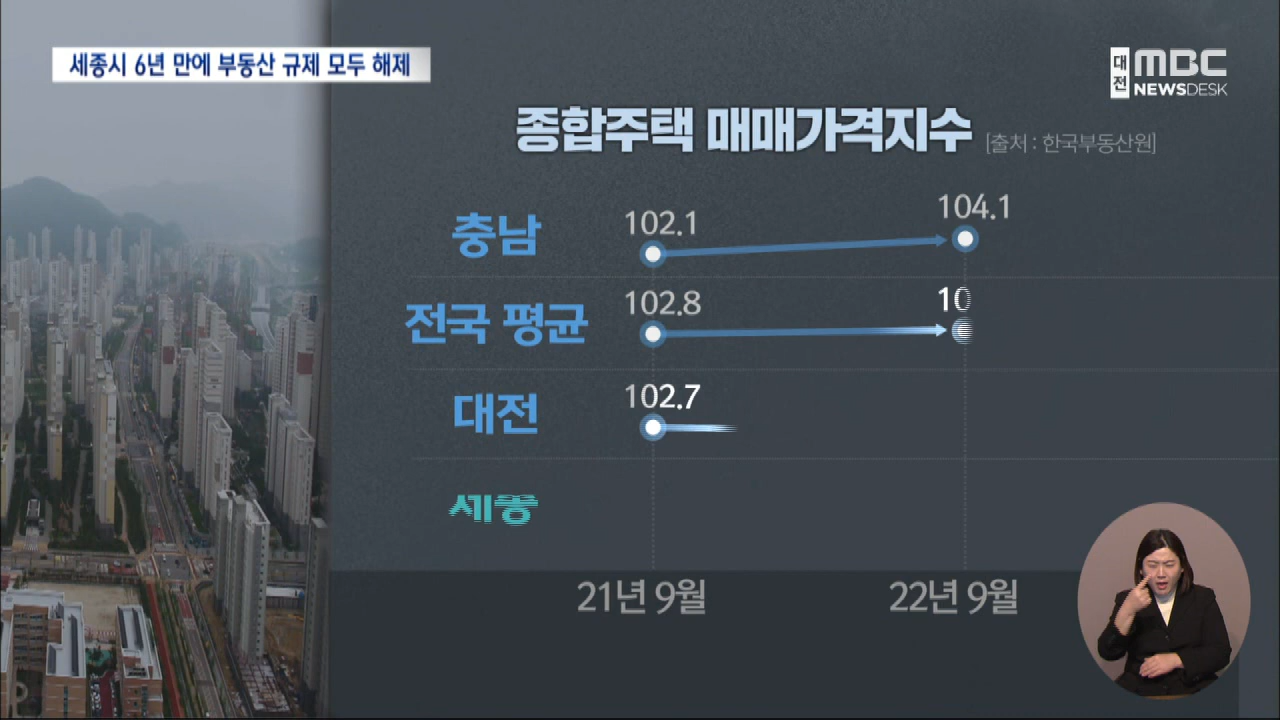 세종시 6년 만에 부동산 규제 모두 해제
대전 MBC
NEWSDESK
종합주택 매매가격지수 [출처 : 한국부동산원]
충남 102.1 104.1
전국 평균 102.8 10
대전 102.7
세종
21년 9월 22년 9월